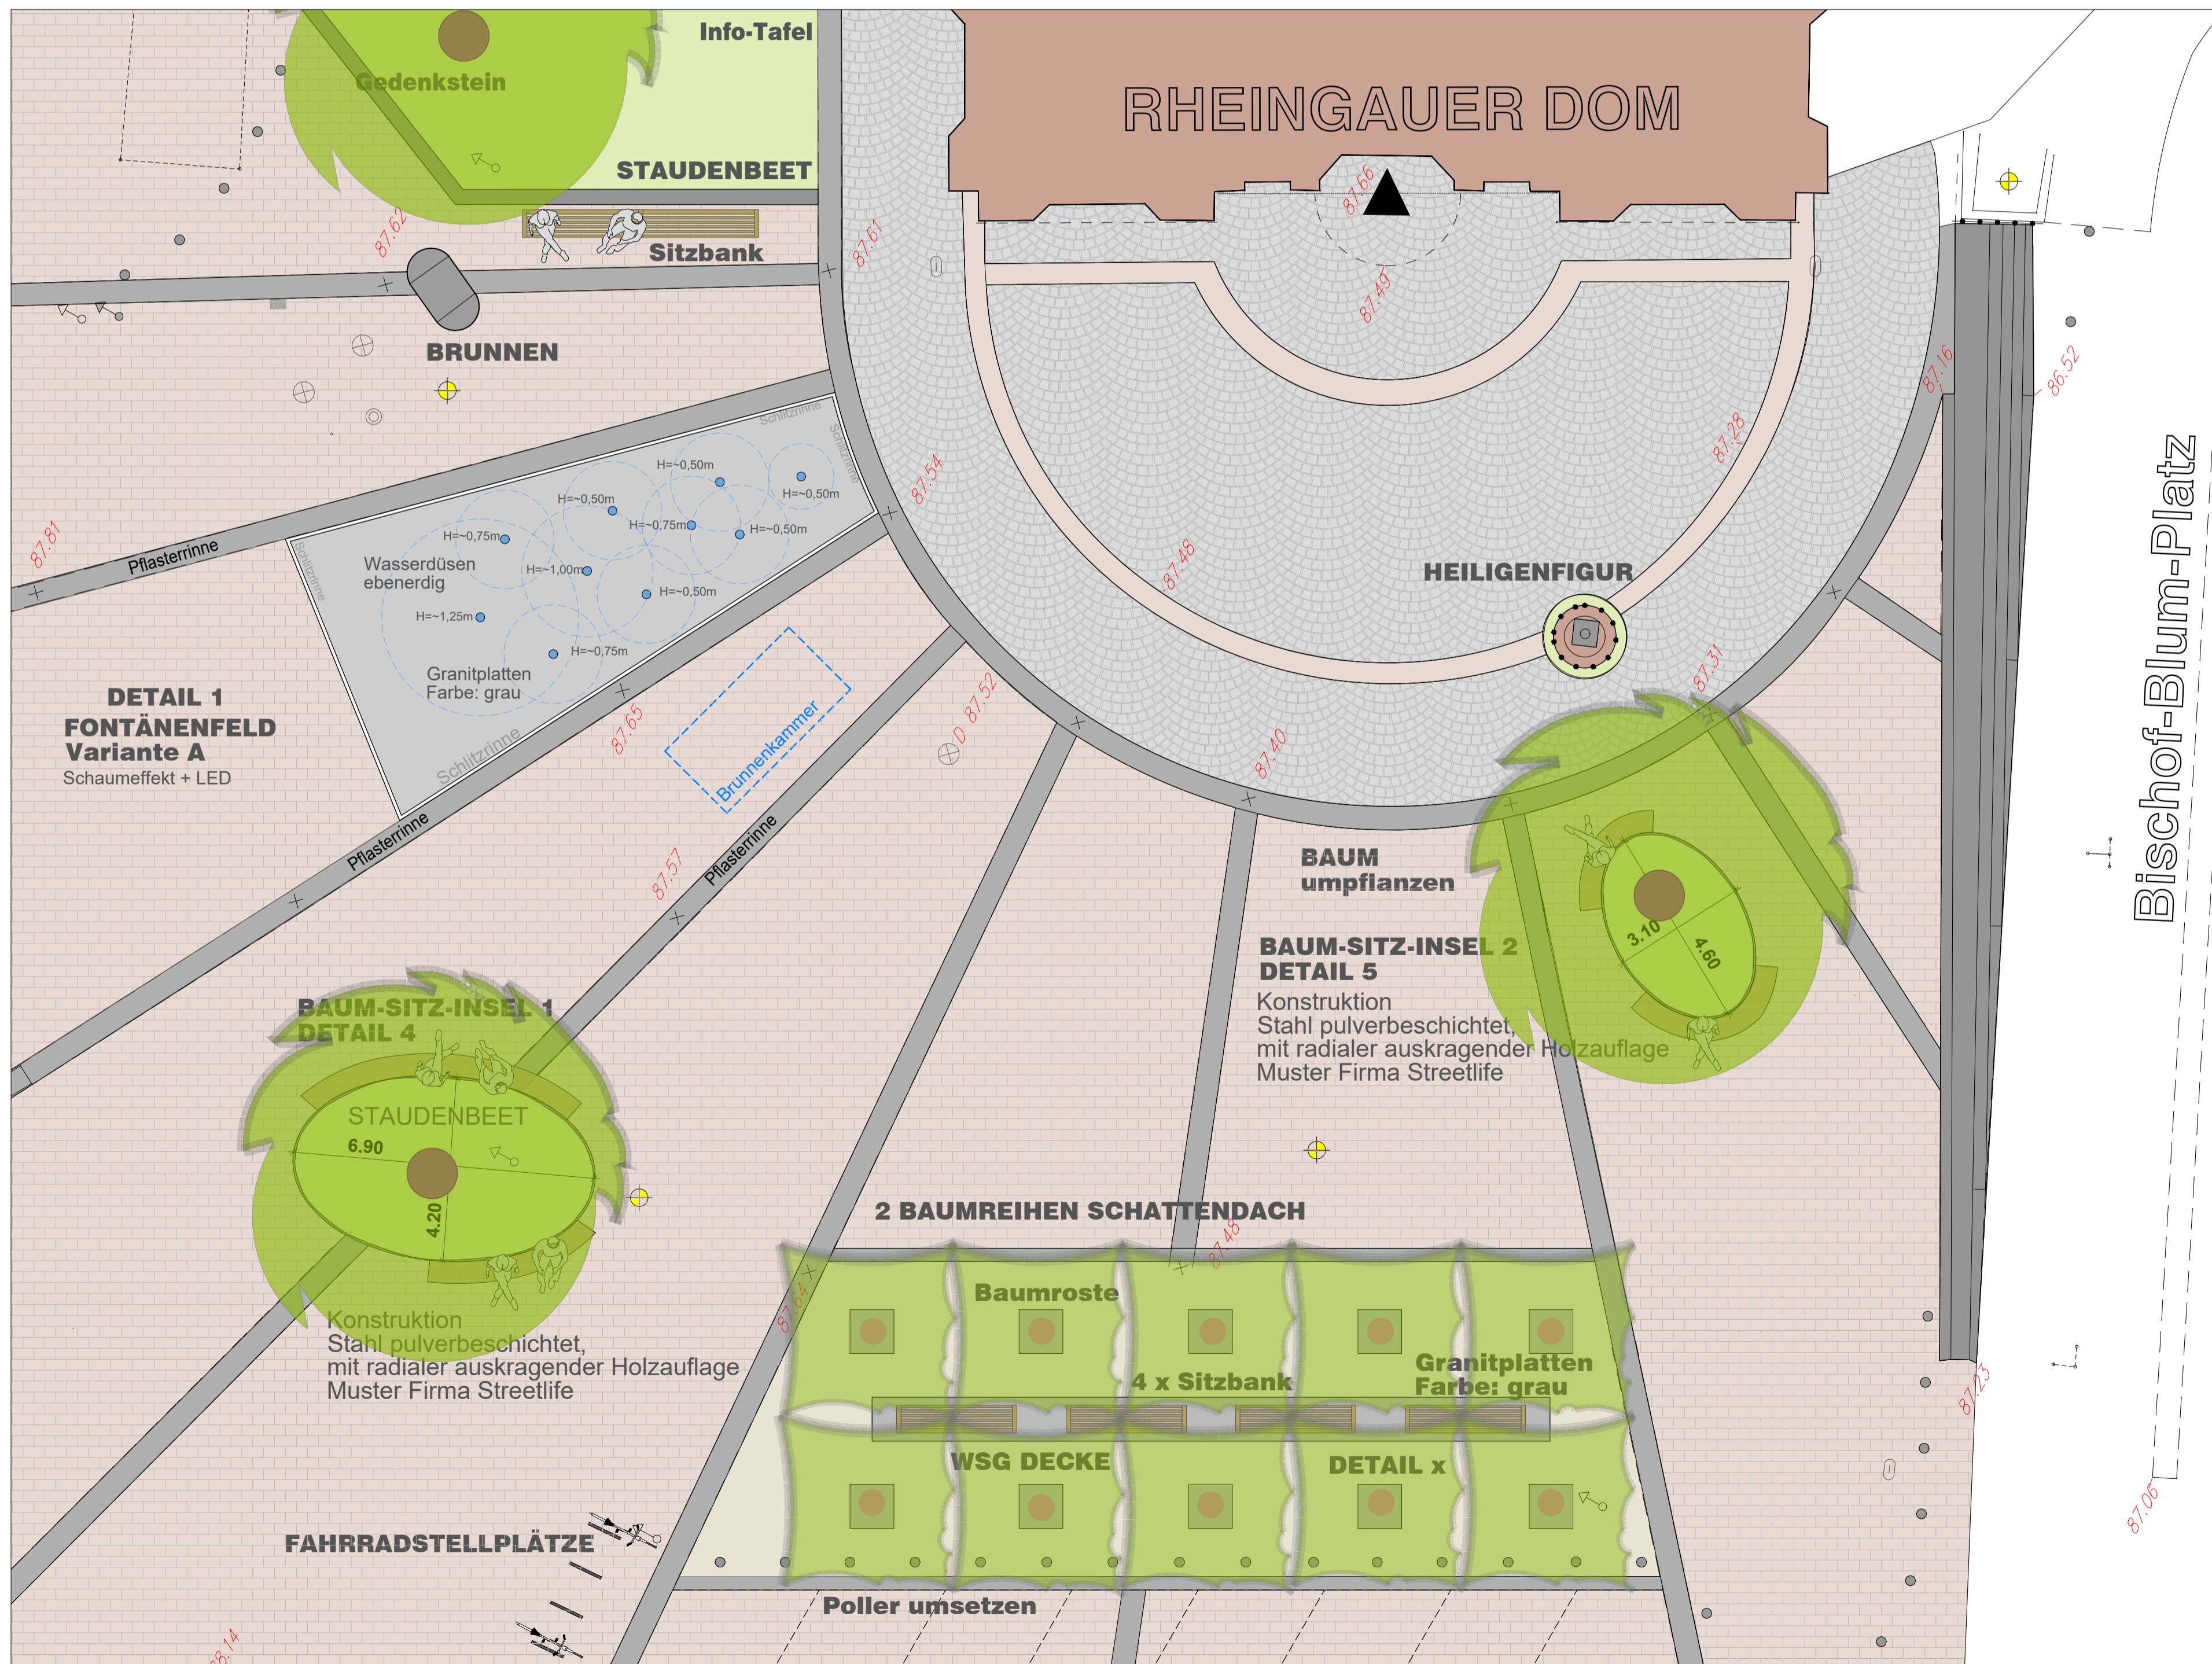 Info-Tafel
Gedenkstein
RHEINGAUER DOM
STAUDENBEET
87.66
87.62
Sitzbank
87.61
87.49
BRUNNEN
87.16
86.52
Schlitzrinne
Schlitzrinne
87.28
H=~0,50m
H=~0,50m
H=~0,50m
87.54
H=~0,75m
H=~0,50m
H=~0,75m
87.81
Pflasterrinne
Schlitzrinne
Wasserdüsen
ebenerdig
H=~1,00m
H=~0,50m
87.48
HEILIGENFIGUR
H=~1,25m
H=~0,75m
Granitplatten
Farbe: grau
Bischof-Blum-Platz
DETAIL 1
FONTÄNENFELD
Variante A
Schaumeffekt + LED
87.65
Schlitzrinne
Brunnenkammer
D 87.52
87.31
87.40
Pflasterrinne
Pflasterrinne
87.57
BAUM
umpflanzen
BAUM-SITZ-INSEL 2
DETAIL 5
3.10
4.60
Konstruktion
Stahl pulverbeschichtet,
mit radialer auskragender Holzauflage
Muster Firma Streetlife
BAUM-SITZ-INSEL 1
DETAIL 4
STAUDENBEET
6.90
4.20
2 BAUMREIHEN SCHATTENDACH
87.48
87.64
Baumroste
Konstruktion
Stahl pulverbeschichtet,
mit radialer auskragender Holzauflage
Muster Firma Streetlife
4 x Sitzbank
Granitplatten
Farbe: grau
87.23
WSG DECKE
DETAIL x
87.06
FAHRRADSTELLPLÄTZE
Poller umsetzen